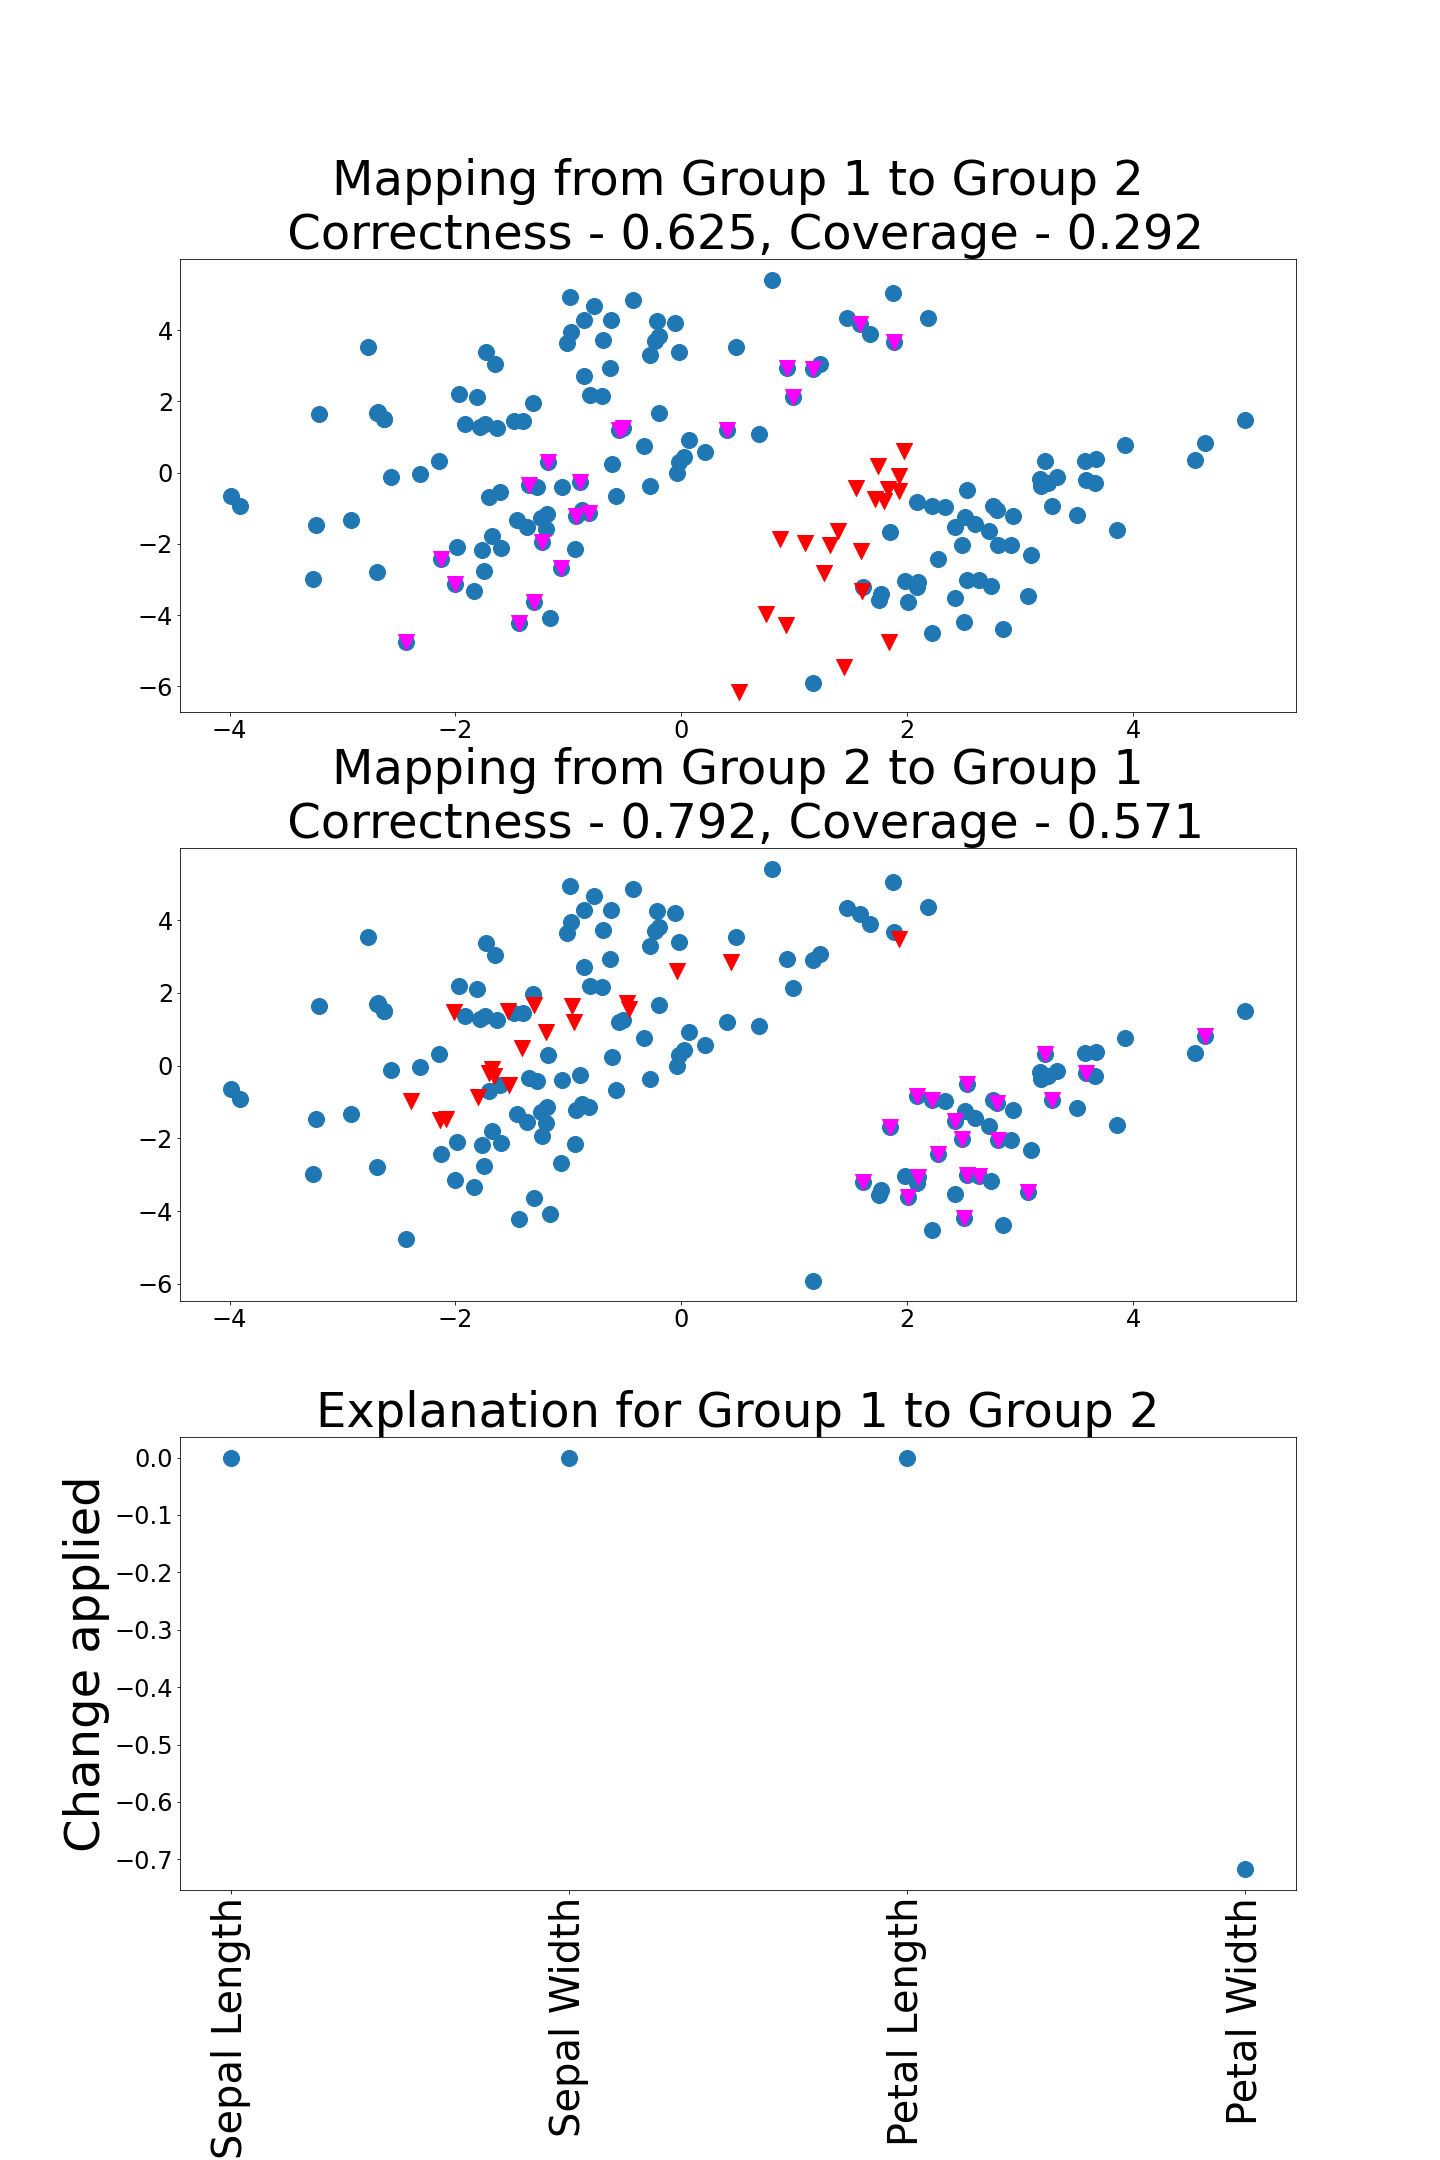 Mapping from Group 1 to Group 2
Correctness - 0.625, Coverage - 0.292
4
2
0
−2
−4
−6
−4 −2 0 2 4
Mapping from Group 2 to Group 1
Correctness - 0.792, Coverage - 0.571
4
2
0
−2
−4
−6
−4 −2 0 2 4
Explanation for Group 1 to Group 2
Change applied
0.0
−0.1
−0.2
−0.3
−0.4
−0.5
−0.6
−0.7
Sepal Length
Sepal Width
Petal Length
Petal Width